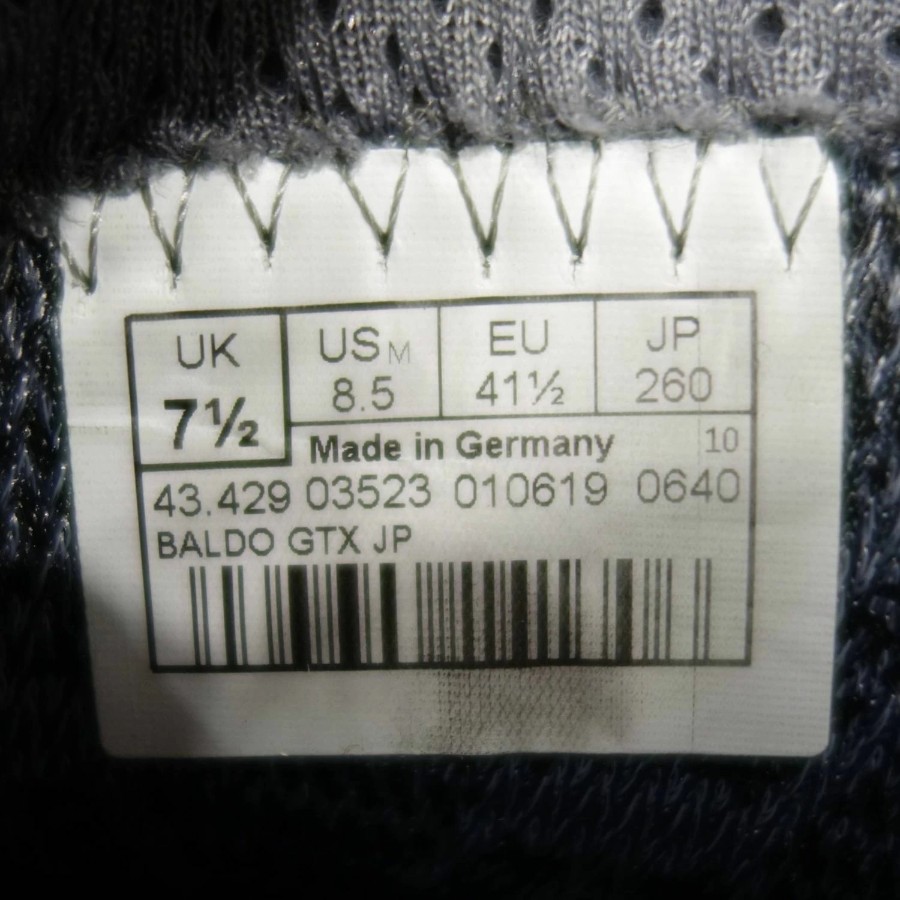 UK US M EU JP
7½ 8.5 41½ 260
Made in Germany 10
43.429 03523 010619 0640
BALDO GTX JP